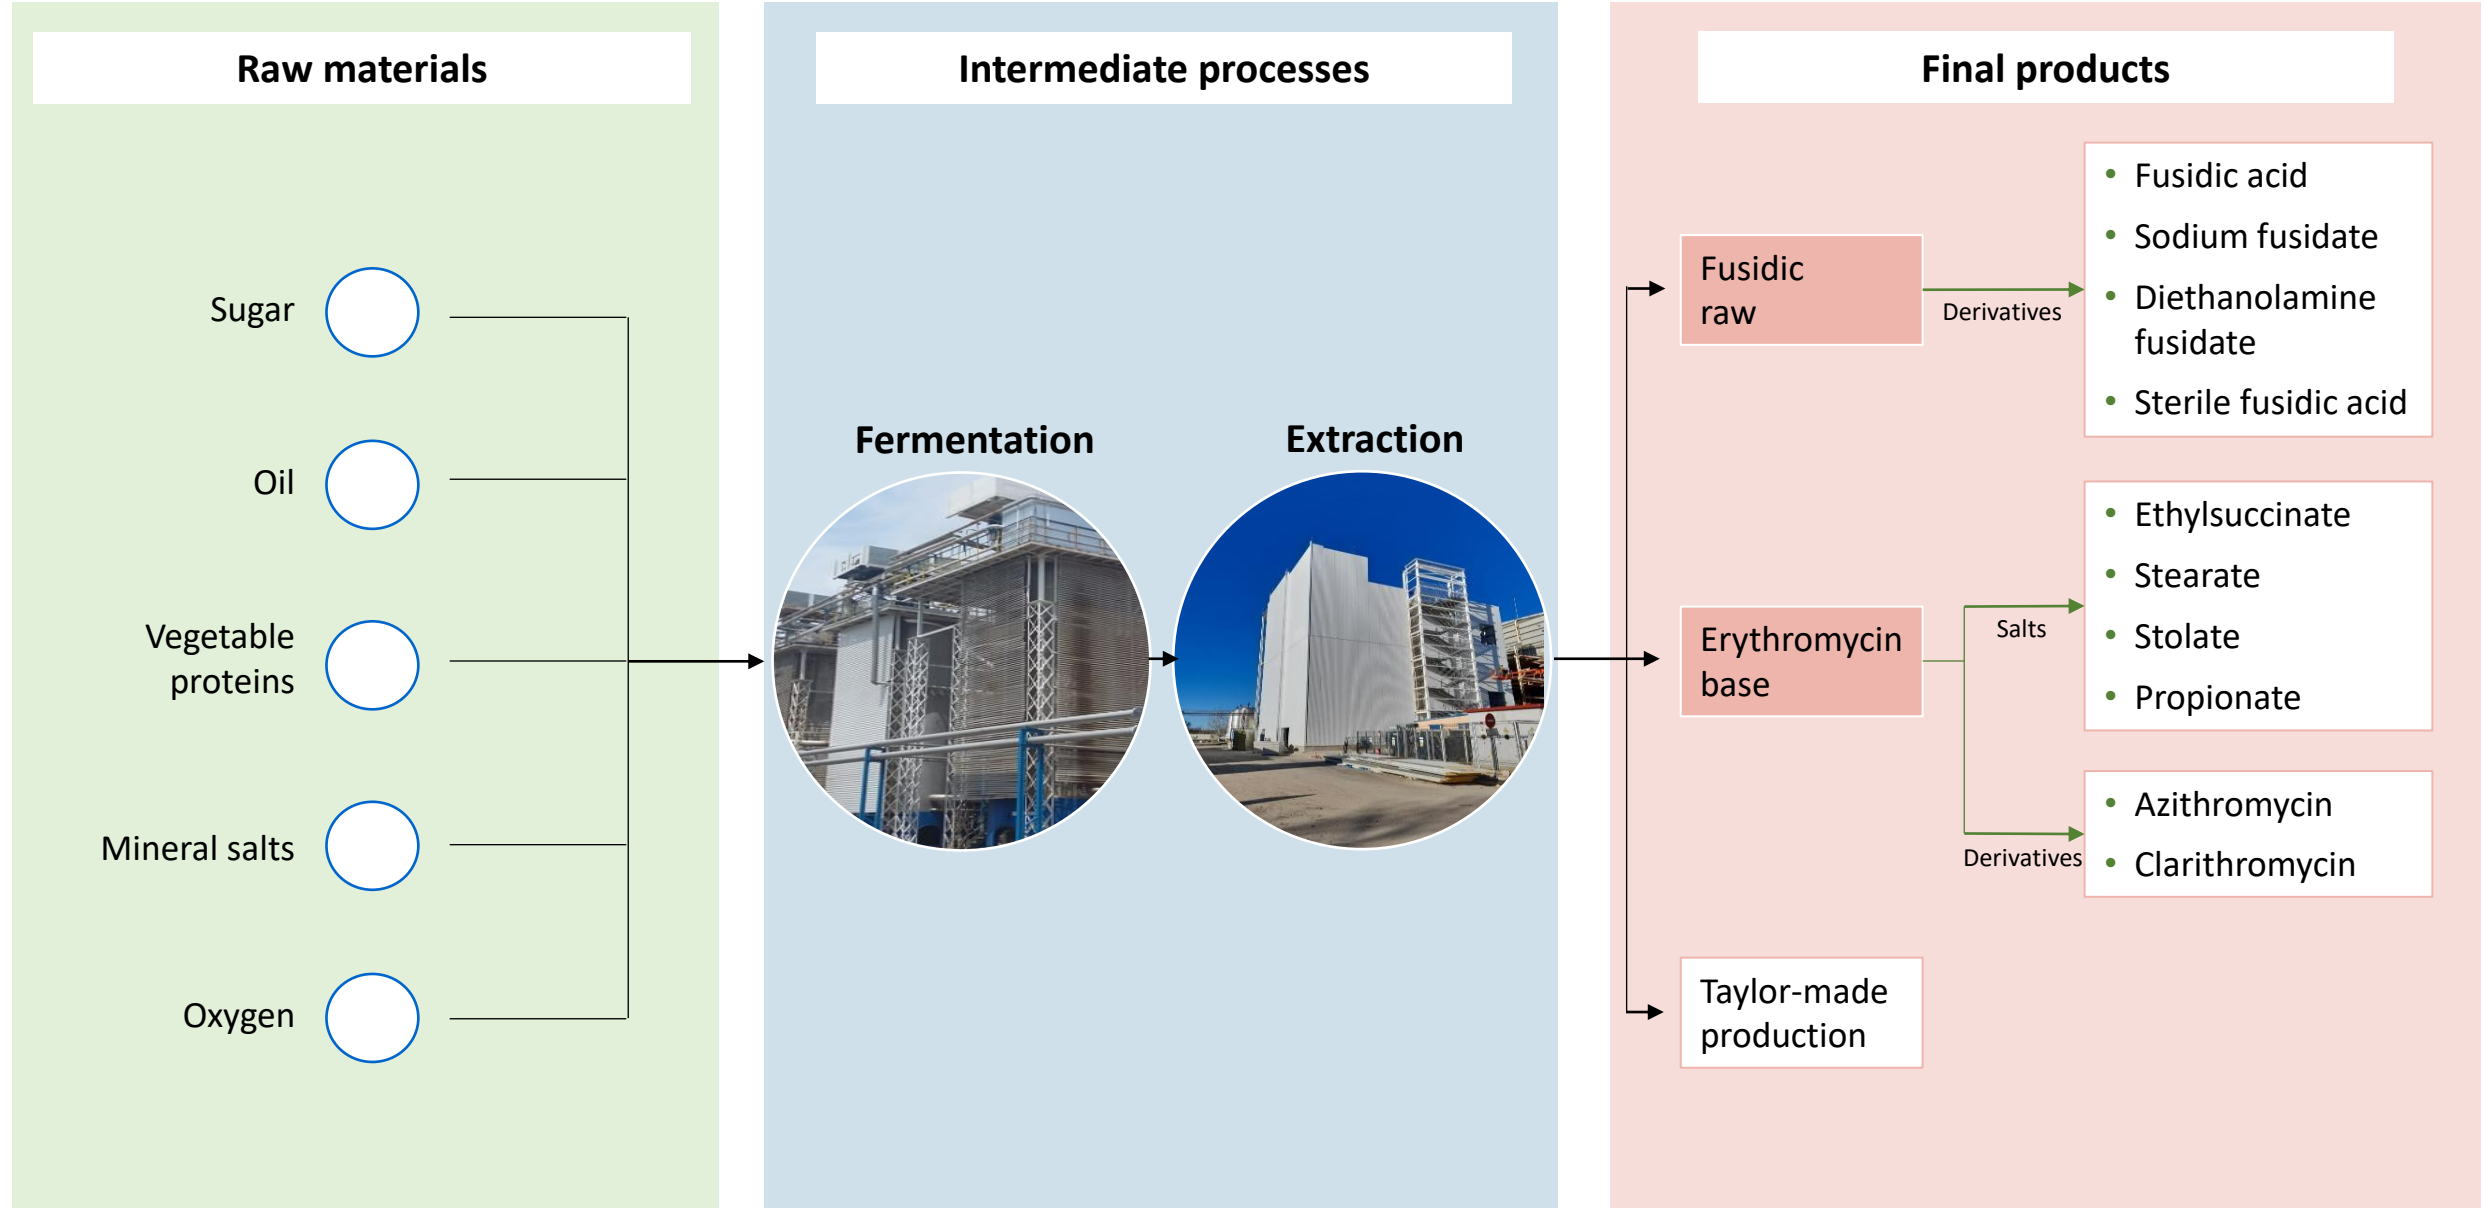 Raw materials
Sugar
Oil
Vegetable
proteins
Mineral salts
Oxygen
Intermediate processes
Fermentation
Extraction
Final products
Fusidic
raw
Derivatives
• Fusidic acid
• Sodium fusidate
• Diethanolamine
fusidate
• Sterile fusidic acid
Erythromycin
base
Salts
• Ethylsuccinate
• Stearate
• Stolate
• Propionate
Derivatives
• Azithromycin
• Clarithromycin
Taylor-made
production